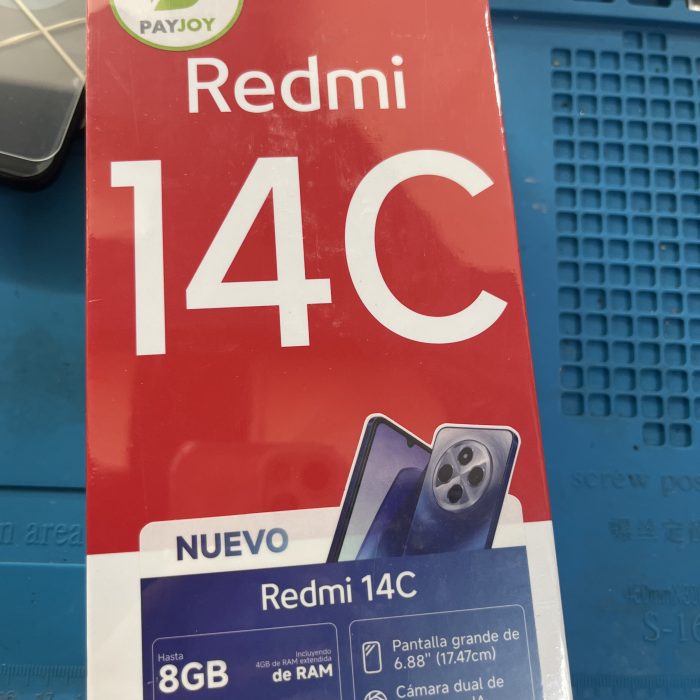 PAYJOY
Redmi
14C
NUEVO
Redmi 14C
Hasta
8GB
Incluyendo
4GB de RAM extendida
de RAM
Pantalla grande de
6.88" (17.47cm)
Cámara dual de
n area
screw pos
S-16